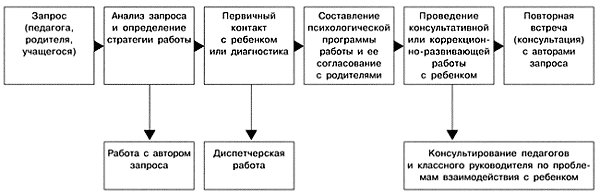 Запрос
(педагога,
родителя,
учащегося)
Анализ запроса
и определение
стратегии работы
Первичный
контакт
с ребенком
или диагностика
Составление
психологической
программы
работы и ее
согласование
с родителями
Проведение
консультативной
или коррекцион-
но-развивающей
работы
с ребенком
Повторная
встреча
(консультация)
с авторами
запроса
Работа с автором
запроса
Диспетчерская
работа
Консультирование педагогов
и классного руководителя по пробле-
мам взаимодействия с ребенком